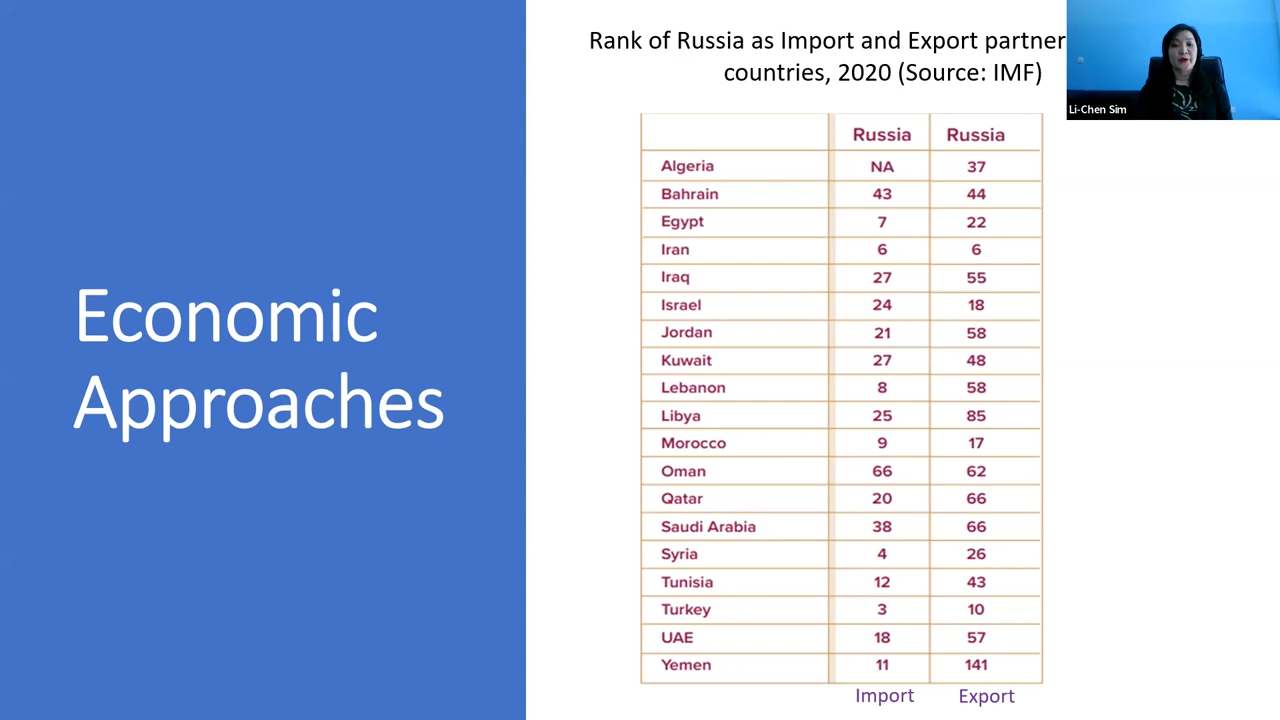 Economic
Approaches
Rank of Russia as Import and Export partner
countries, 2020 (Source: IMF)
Li-Chen Sim
Russia Russia
Algeria NA 37
Bahrain 43 44
Egypt 7 22
Iran 6 6
Iraq 27 55
Israel 24 18
Jordan 21 58
Kuwait 27 48
Lebanon 8 58
Libya 25 85
Morocco 9 17
Oman 66 62
Qatar 20 66
Saudi Arabia 38 66
Syria 4 26
Tunisia 12 43
Turkey 3 10
UAE 18 57
Yemen 11 141
Import Export